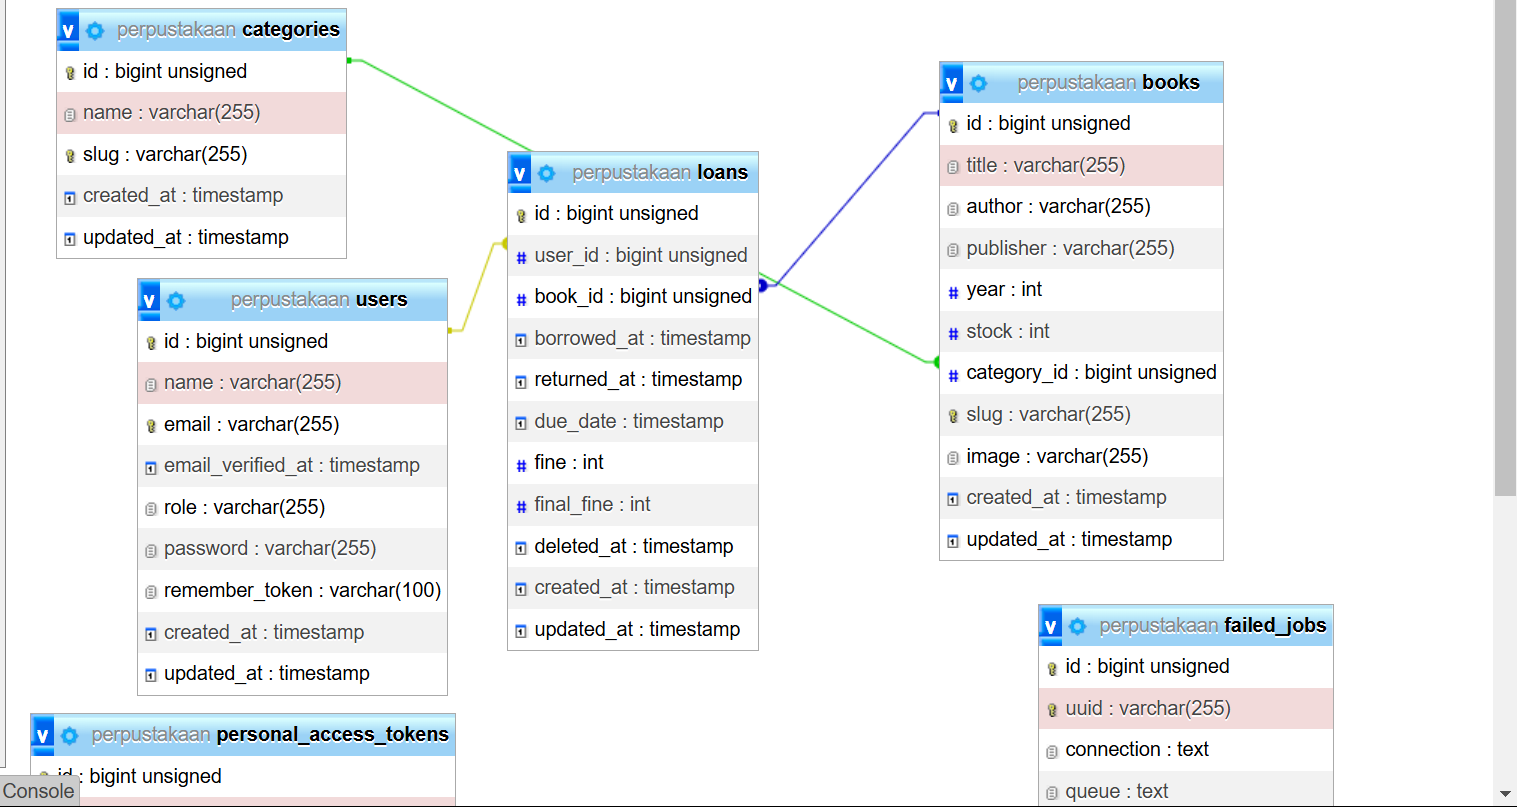 perpustakaan categories
id : bigint unsigned
name : varchar(255)
slug : varchar(255)
created_at : timestamp
updated_at : timestamp
perpustakaan users
id : bigint unsigned
name : varchar(255)
email : varchar(255)
email_verified_at : timestamp
role : varchar(255)
password : varchar(255)
remember_token : varchar(100)
created_at : timestamp
updated_at : timestamp
perpustakaan personal_access_tokens
id : bigint unsigned
Console
perpustakaan loans
id : bigint unsigned
user_id : bigint unsigned
book_id : bigint unsigned
borrowed_at : timestamp
returned_at : timestamp
due_date : timestamp
fine : int
final_fine : int
deleted_at : timestamp
created_at : timestamp
updated_at : timestamp
perpustakaan books
id : bigint unsigned
title : varchar(255)
author : varchar(255)
publisher : varchar(255)
year : int
stock : int
category_id : bigint unsigned
slug : varchar(255)
image : varchar(255)
created_at : timestamp
updated_at : timestamp
perpustakaan failed_jobs
id : bigint unsigned
uuid : varchar(255)
connection : text
queue : text